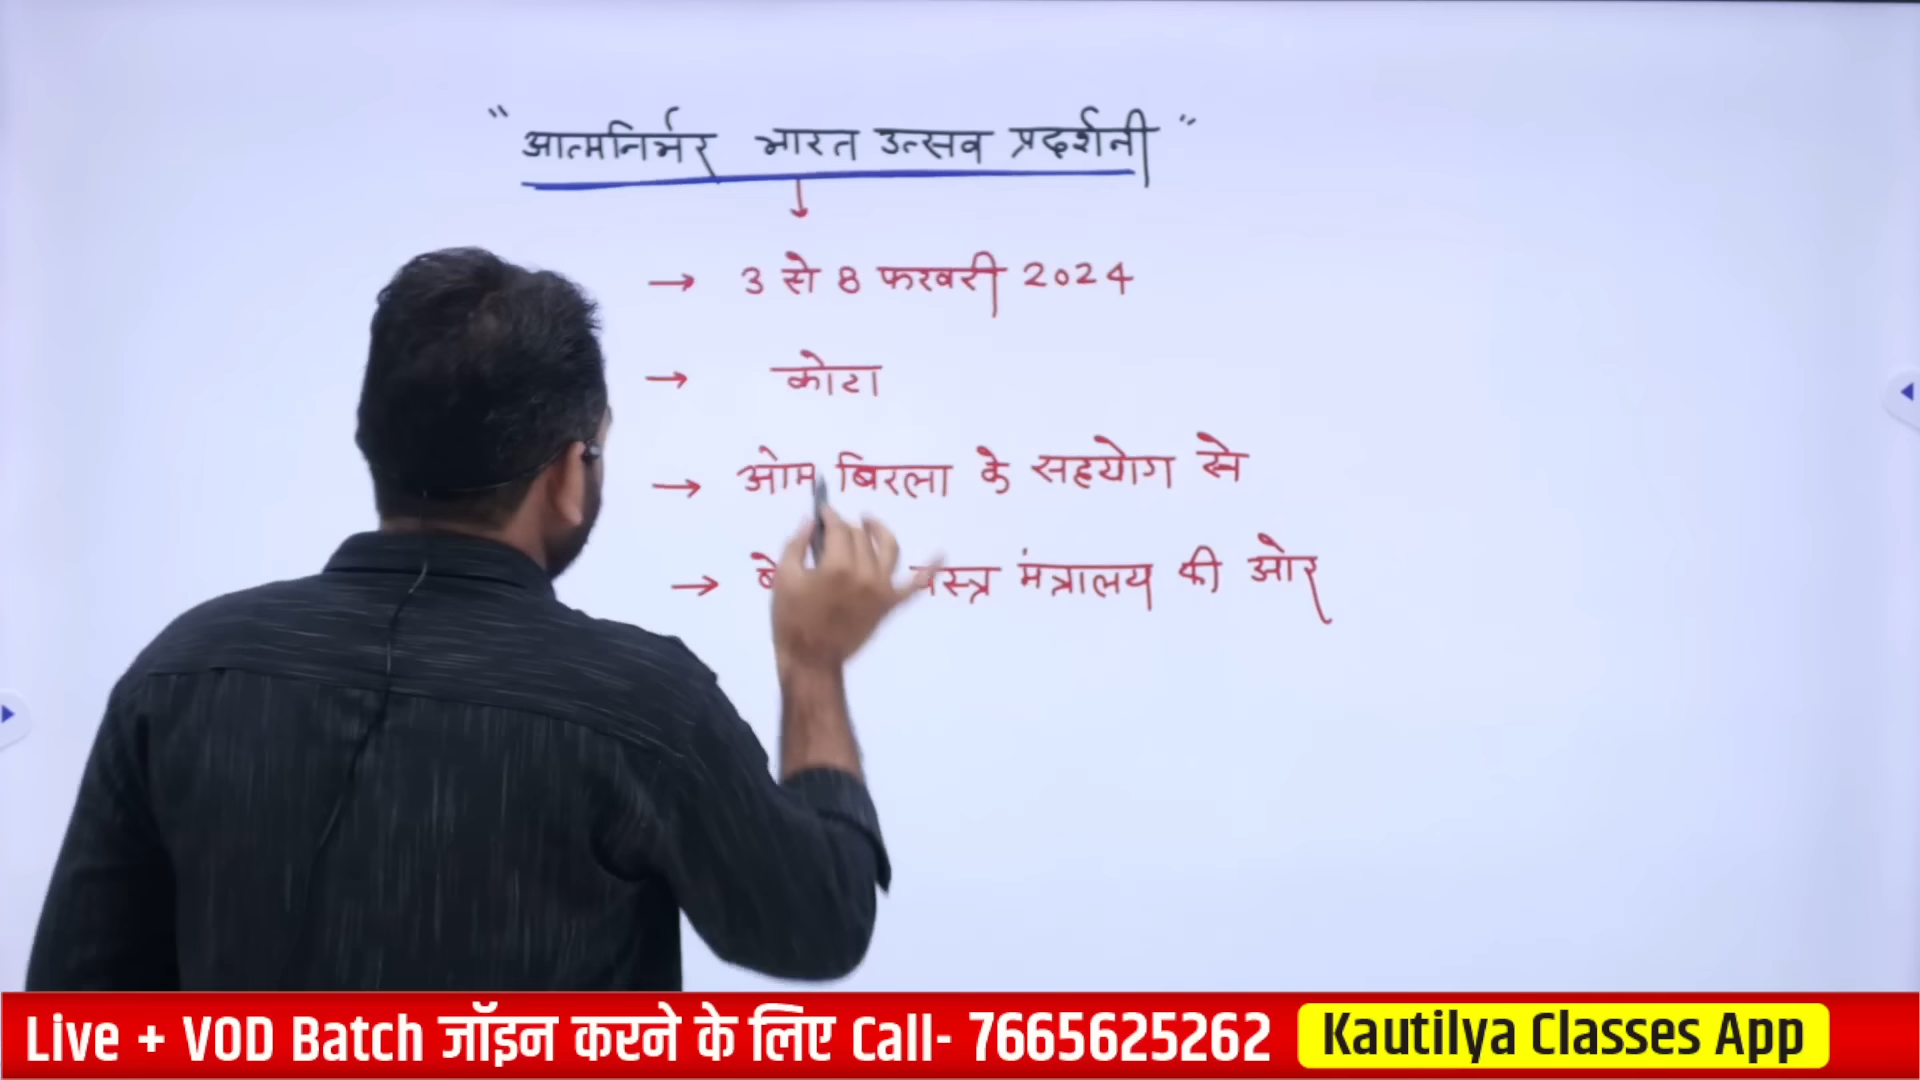 " आत्मनिर्भर भारत उत्सव प्रदर्शनी "
→ 3 से 8 फरवरी 2024
→ कोटा
→ ओम बिरला के सहयोग से
→ वस्त्र मंत्रालय की ओर
Live + VOD Batch जॉइन करने के लिए Call- 7665625262 Kautilya Classes App